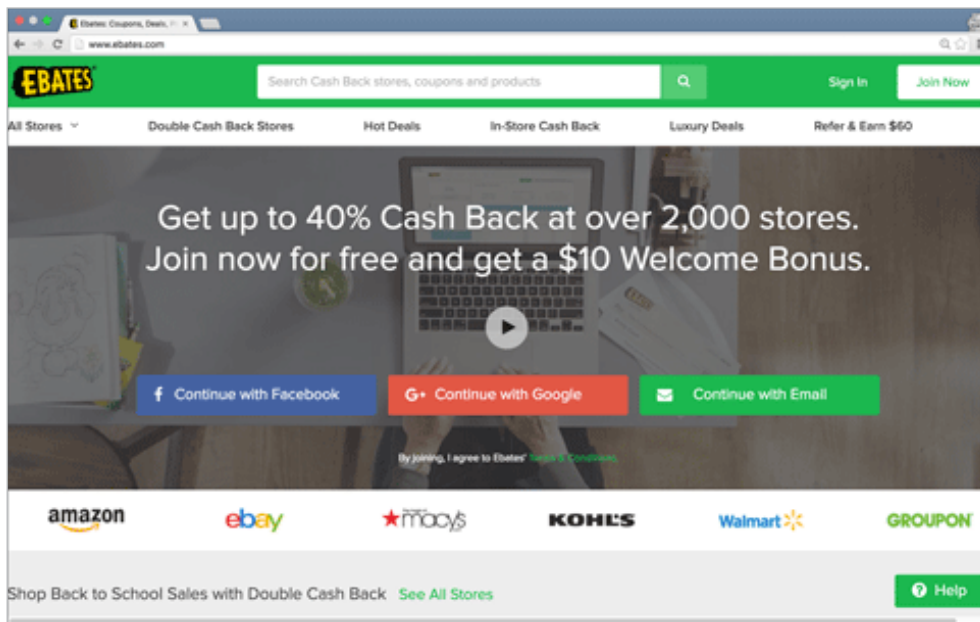 Ebates: Coupons, Deals,
www.ebates.com
EBATES
Search Cash Back stores, coupons and products
Sign In
Join Now
All Stores
Double Cash Back Stores
Hot Deals
In-Store Cash Back
Luxury Deals
Refer & Earn $60
Get up to 40% Cash Back at over 2,000 stores.
Join now for free and get a $10 Welcome Bonus.
f Continue with Facebook
G+ Continue with Google
Continue with Email
By joining, I agree to Ebates' Terms & Conditions.
amazon
ebay
macy's
KOHL'S
Walmart
GROUPON
Shop Back to School Sales with Double Cash Back See All Stores
? Help